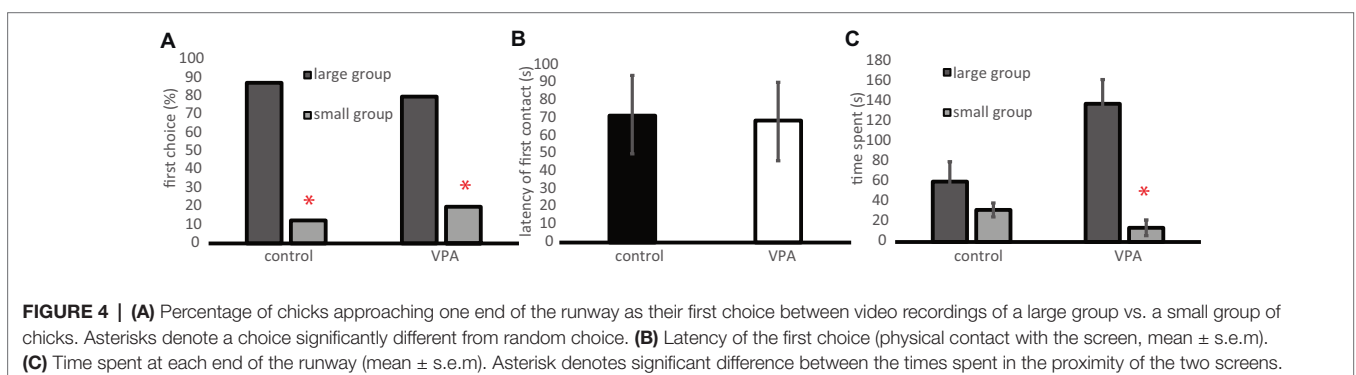 A
first choice (%)
100
90
80
70
60
50
40
30
20
10
0
large group
small group
*
*
control
VPA
B
latency of first contact (s)
100
90
80
70
60
50
40
30
20
10
0
control
VPA
C
time spent (s)
180
160
140
120
100
80
60
40
20
0
large group
small group
*
control
VPA
FIGURE 4 | (A) Percentage of chicks approaching one end of the runway as their first choice between video recordings of a large group vs. a small group of
chicks. Asterisks denote a choice significantly different from random choice. (B) Latency of the first choice (physical contact with the screen, mean ± s.e.m).
(C) Time spent at each end of the runway (mean ± s.e.m). Asterisk denotes significant difference between the times spent in the proximity of the two screens.